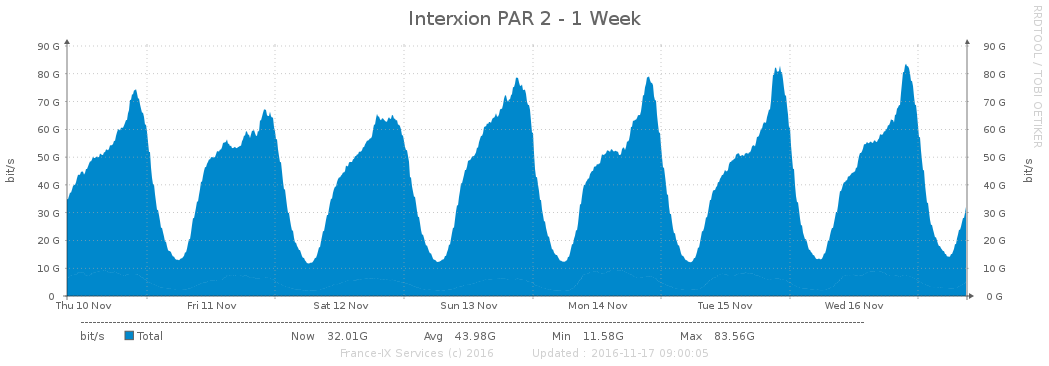 Interxion PAR 2 - 1 Week
RRDTOOL / TOBI OETIKER
90 G 90 G
80 G 80 G
70 G 70 G
60 G 60 G
50 G 50 G
40 G 40 G
30 G 30 G
20 G 20 G
10 G 10 G
0 0 G
bit/s
bit/s
Thu 10 Nov Fri 11 Nov Sat 12 Nov Sun 13 Nov Mon 14 Nov Tue 15 Nov Wed 16 Nov
bit/s Total Now 32.01G Avg 43.98G Min 11.58G Max 83.56G
France-IX Services (c) 2016 Updated : 2016-11-17 09:00:05